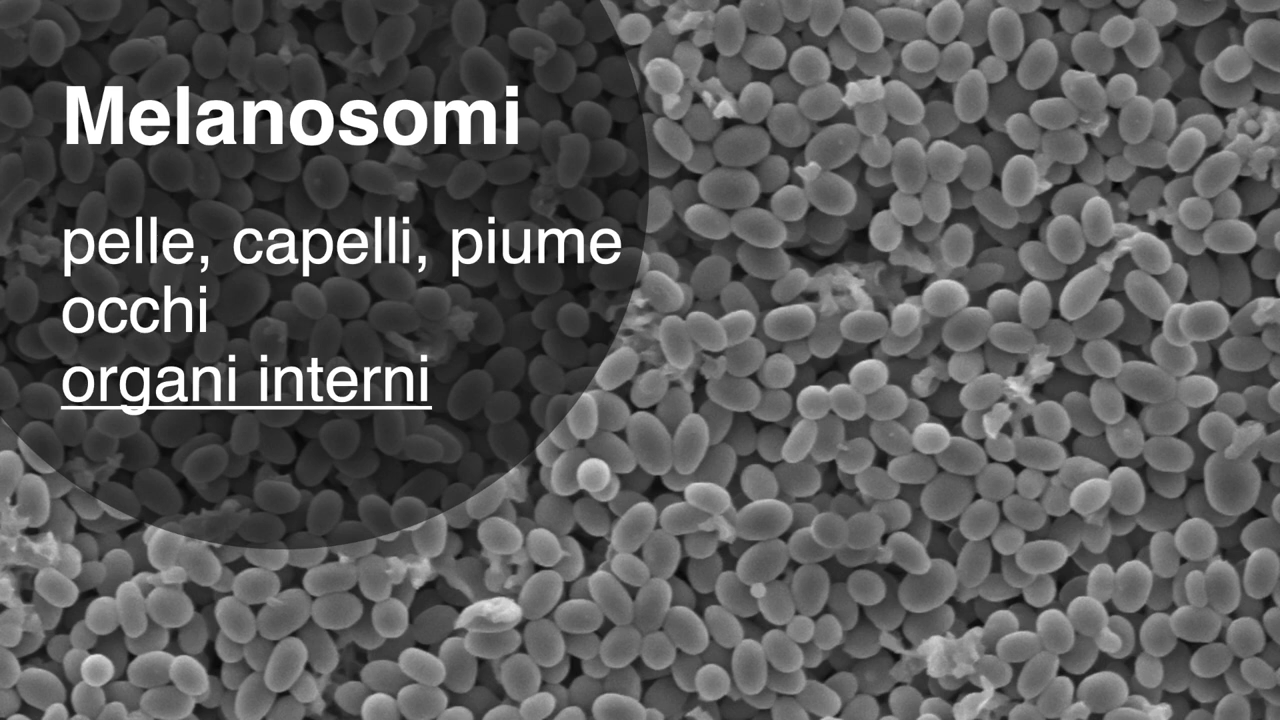 Melanosomi
pelle, capelli, piume
occhi
organi interni